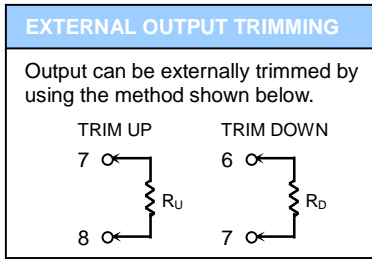 EXTERNAL OUTPUT TRIMMING
Output can be externally trimmed by
using the method shown below.
TRIM UP TRIM DOWN
7 6
RU RD
8 7